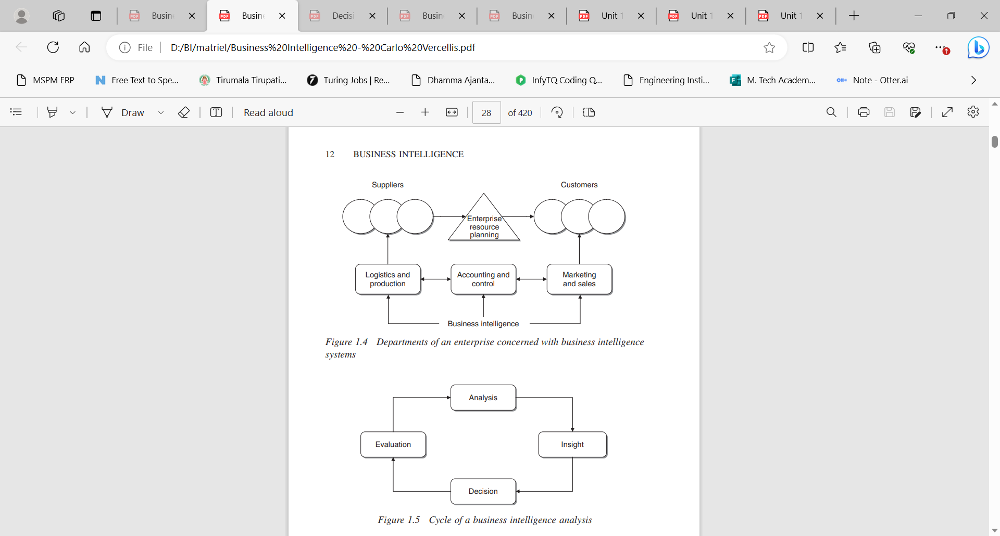 Busin
Busin
Decisi
Busin
Busin
Unit 1
Unit 1
Unit 1
File
D:/BI/matriel/Business%20Intelligence%20-%20Carlo%20Vercellis.pdf
MSPM ERP
Free Text to Spe...
Tirumala Tirupati...
Turing Jobs | Re...
Dhamma Ajanta...
InfyTQ Coding Q...
Engineering Insti...
M. Tech Academ...
Note - Otter.ai
Draw
Read aloud
28
of 420
12 BUSINESS INTELLIGENCE
Suppliers
Customers
Enterprise
resource
planning
Logistics and
production
Accounting and
control
Marketing
and sales
Business intelligence
Figure 1.4 Departments of an enterprise concerned with business intelligence
systems
Analysis
Evaluation
Insight
Decision
Figure 1.5 Cycle of a business intelligence analysis